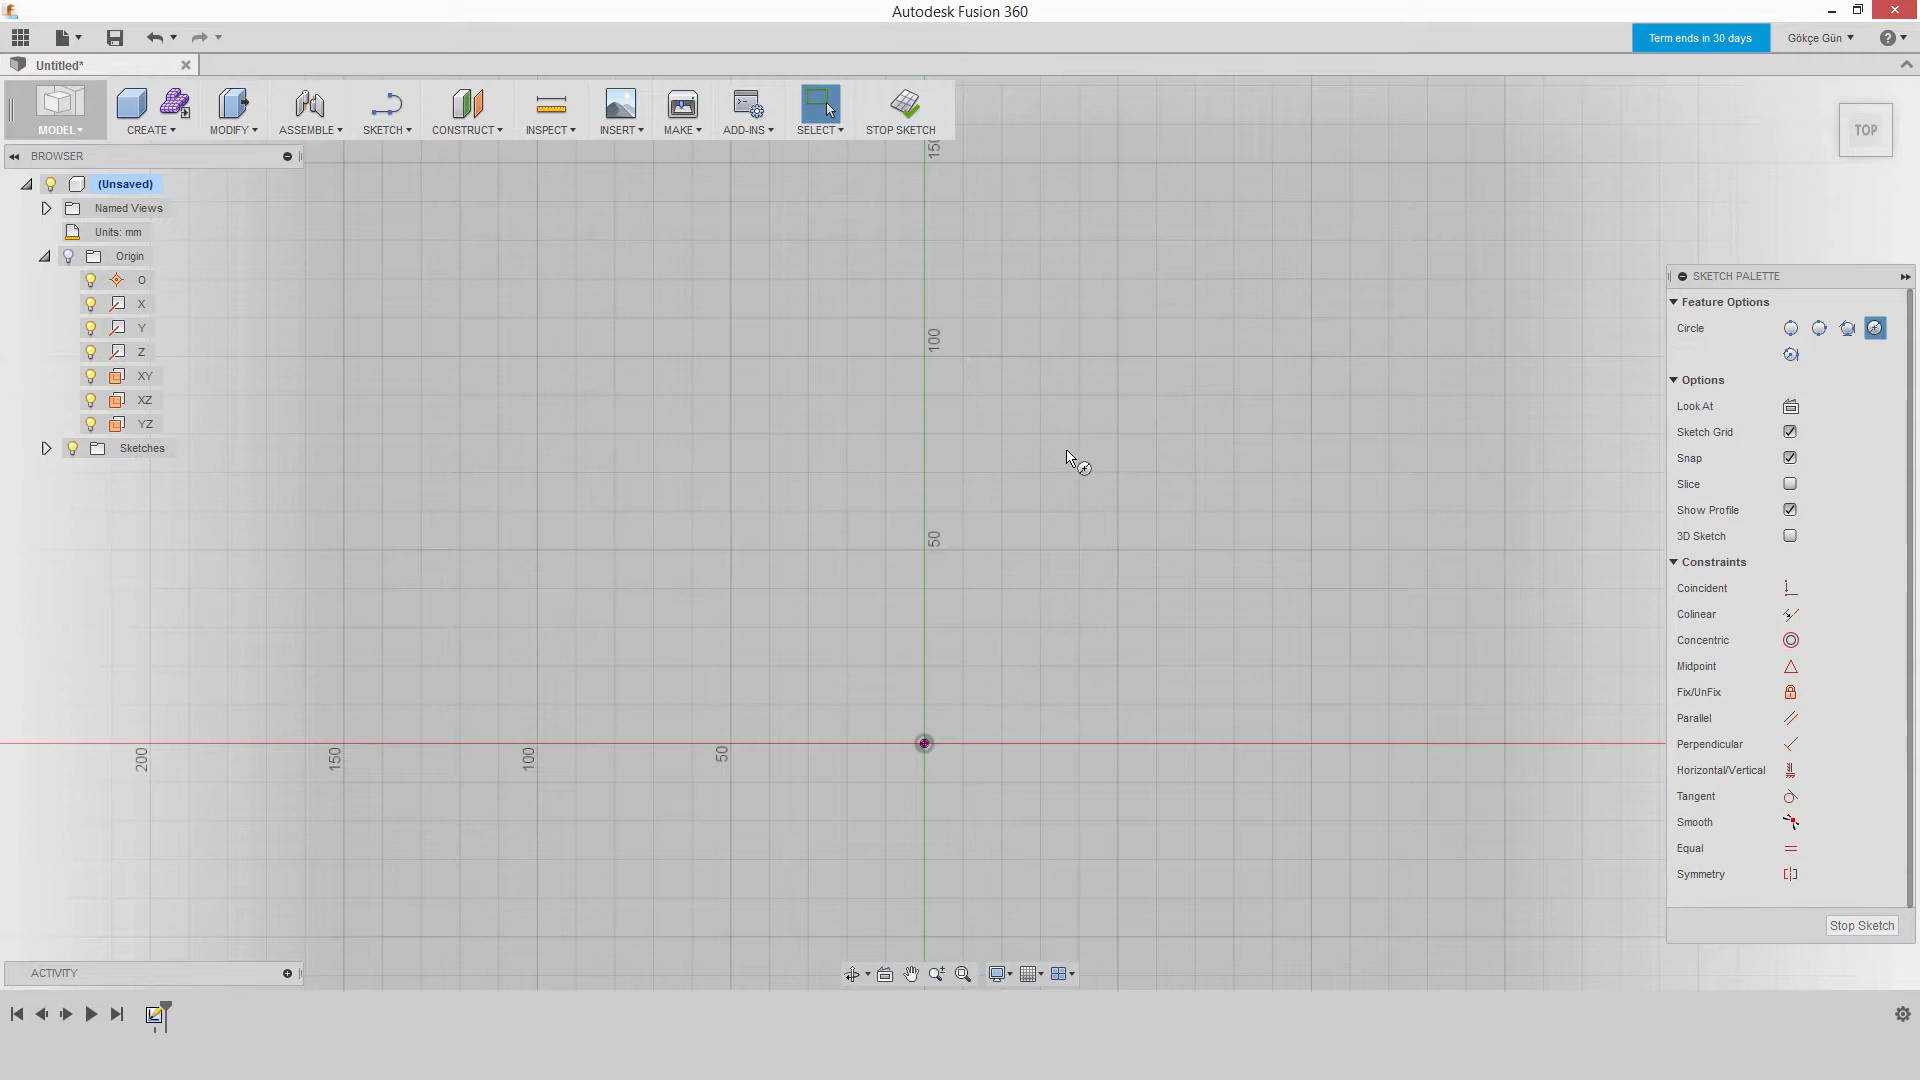 Autodesk Fusion 360
Term ends in 30 days
Gökçe Gün
Untitled*
MODEL
CREATE
MODIFY
ASSEMBLE
SKETCH
CONSTRUCT
INSPECT
INSERT
MAKE
ADD-INS
SELECT
STOP SKETCH
TOP
BROWSER
(Unsaved)
Named Views
Units: mm
Origin
O
X
Y
Z
XY
XZ
YZ
Sketches
150
100
50
200
150
100
50
SKETCH PALETTE
Feature Options
Circle
Options
Look At
Sketch Grid
Snap
Slice
Show Profile
3D Sketch
Constraints
Coincident
Colinear
Concentric
Midpoint
Fix/UnFix
Parallel
Perpendicular
Horizontal/Vertical
Tangent
Smooth
Equal
Symmetry
Stop Sketch
ACTIVITY